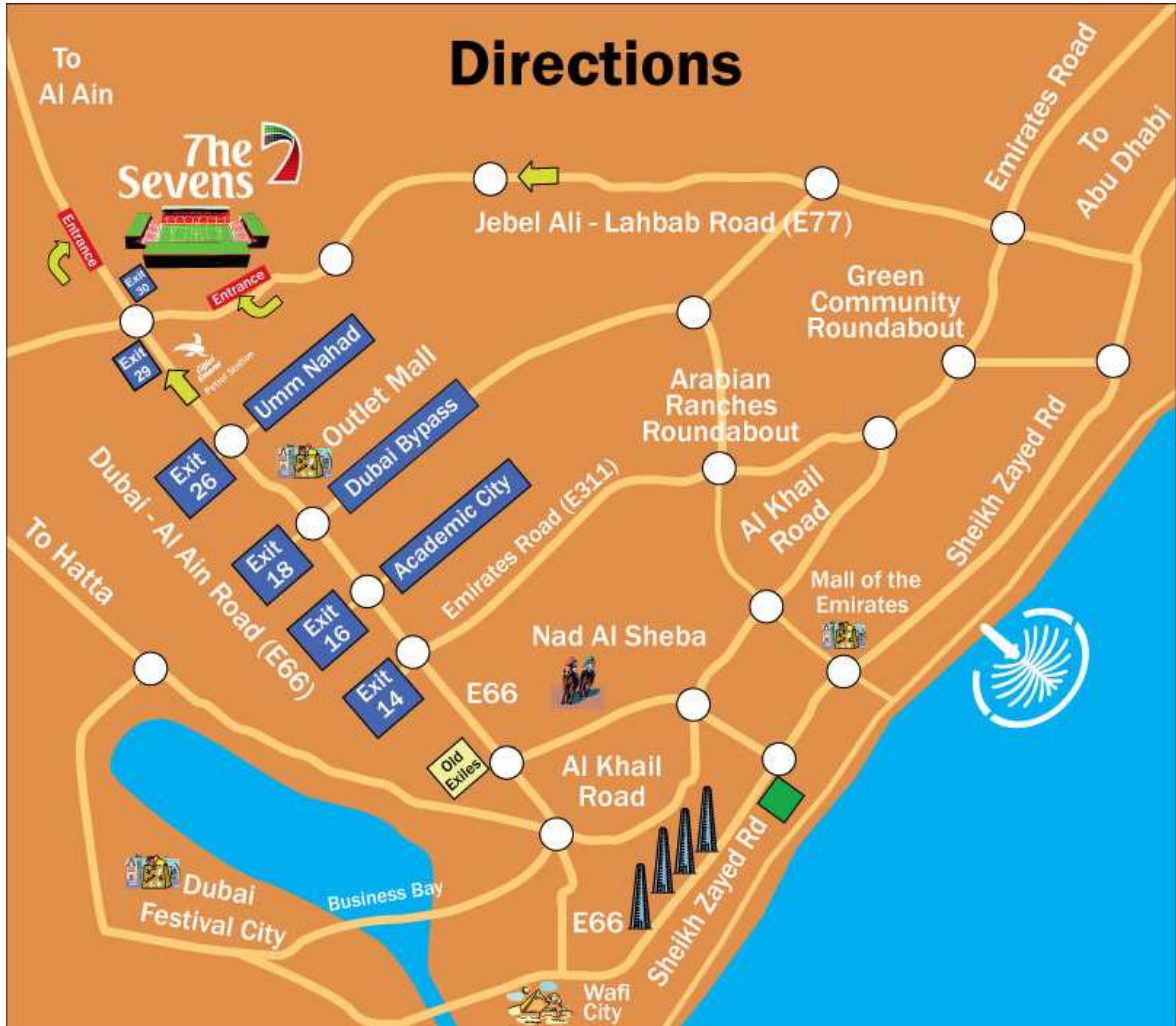 Directions
To
Al Ain
7he
Sevens
Entrance
Exit
30
Entrance
Exit
29
Petrol Station
Jebel Ali - Lahbab Road (E77)
Emirates Road
To
Abu Dhabi
Green
Community
Roundabout
Umm Nahad
Outlet Mall
Dubai Bypass
Academic City
Arabian
Ranches
Roundabout
Exit
26
Exit
18
Exit
16
Exit
14
Dubai - Al Ain Road (E66)
To Hatta
Emirates Road (E311)
Al Khail
Road
Sheikh Zayed Rd
Mall of the
Emirates
Nad Al Sheba
E66
Old
Exiles
Al Khail
Road
Dubai
Festival City
Business Bay
E66
Sheikh Zayed Rd
Wafi
City